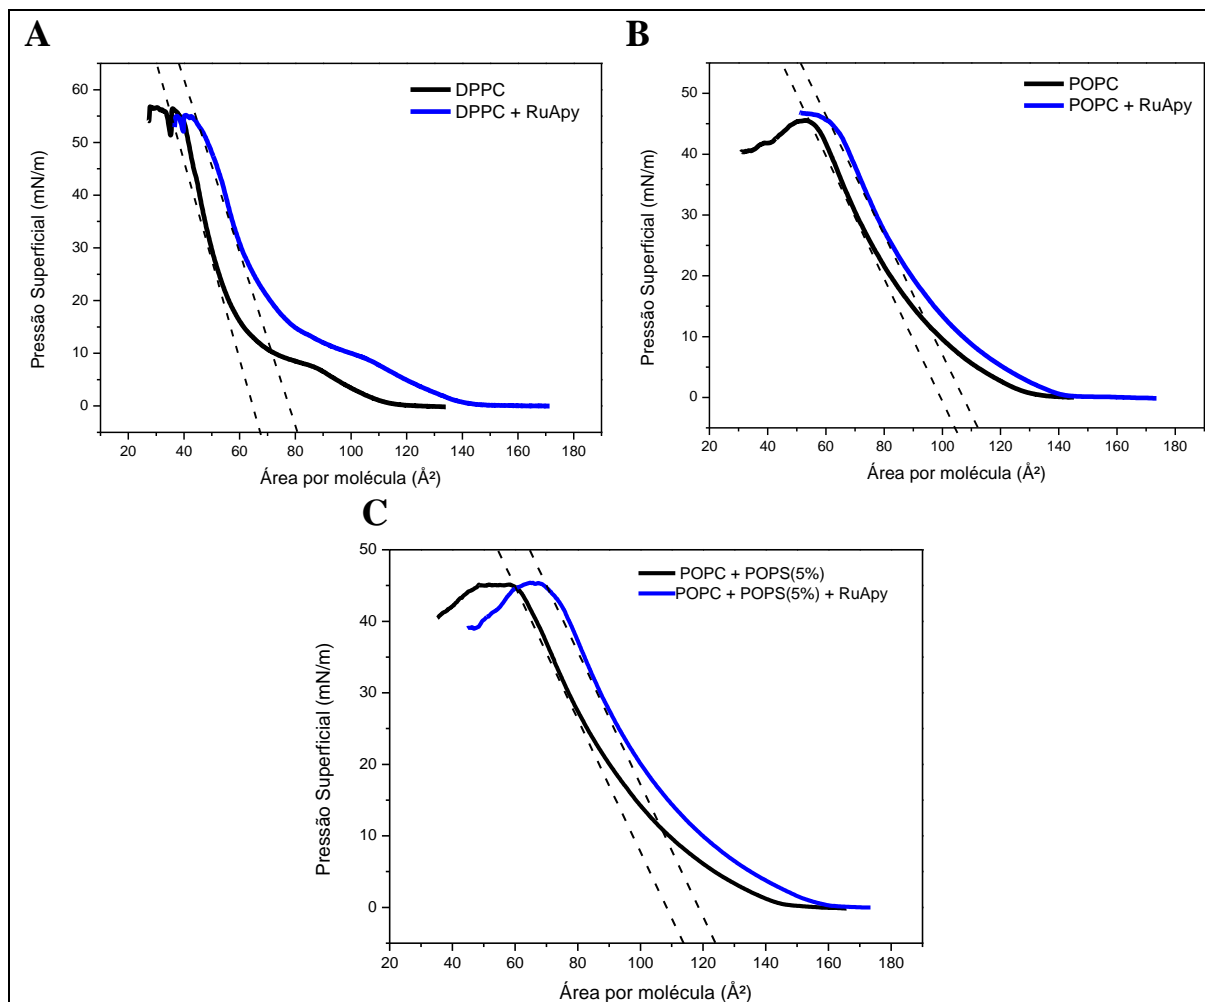 A
DPPC
DPPC + RuApy
Pressão Superficial (mN/m)
60
50
40
30
20
10
0
20 40 60 80 100 120 140 160 180
Área por molécula (Å²)
B
POPC
POPC + RuApy
Pressão Superficial (mN/m)
50
40
30
20
10
0
20 40 60 80 100 120 140 160 180
Área por molécula (Å²)
C
POPC + POPS(5%)
POPC + POPS(5%) + RuApy
Pressão Superficial (mN/m)
50
40
30
20
10
0
20 40 60 80 100 120 140 160 180
Área por molécula (Å²)